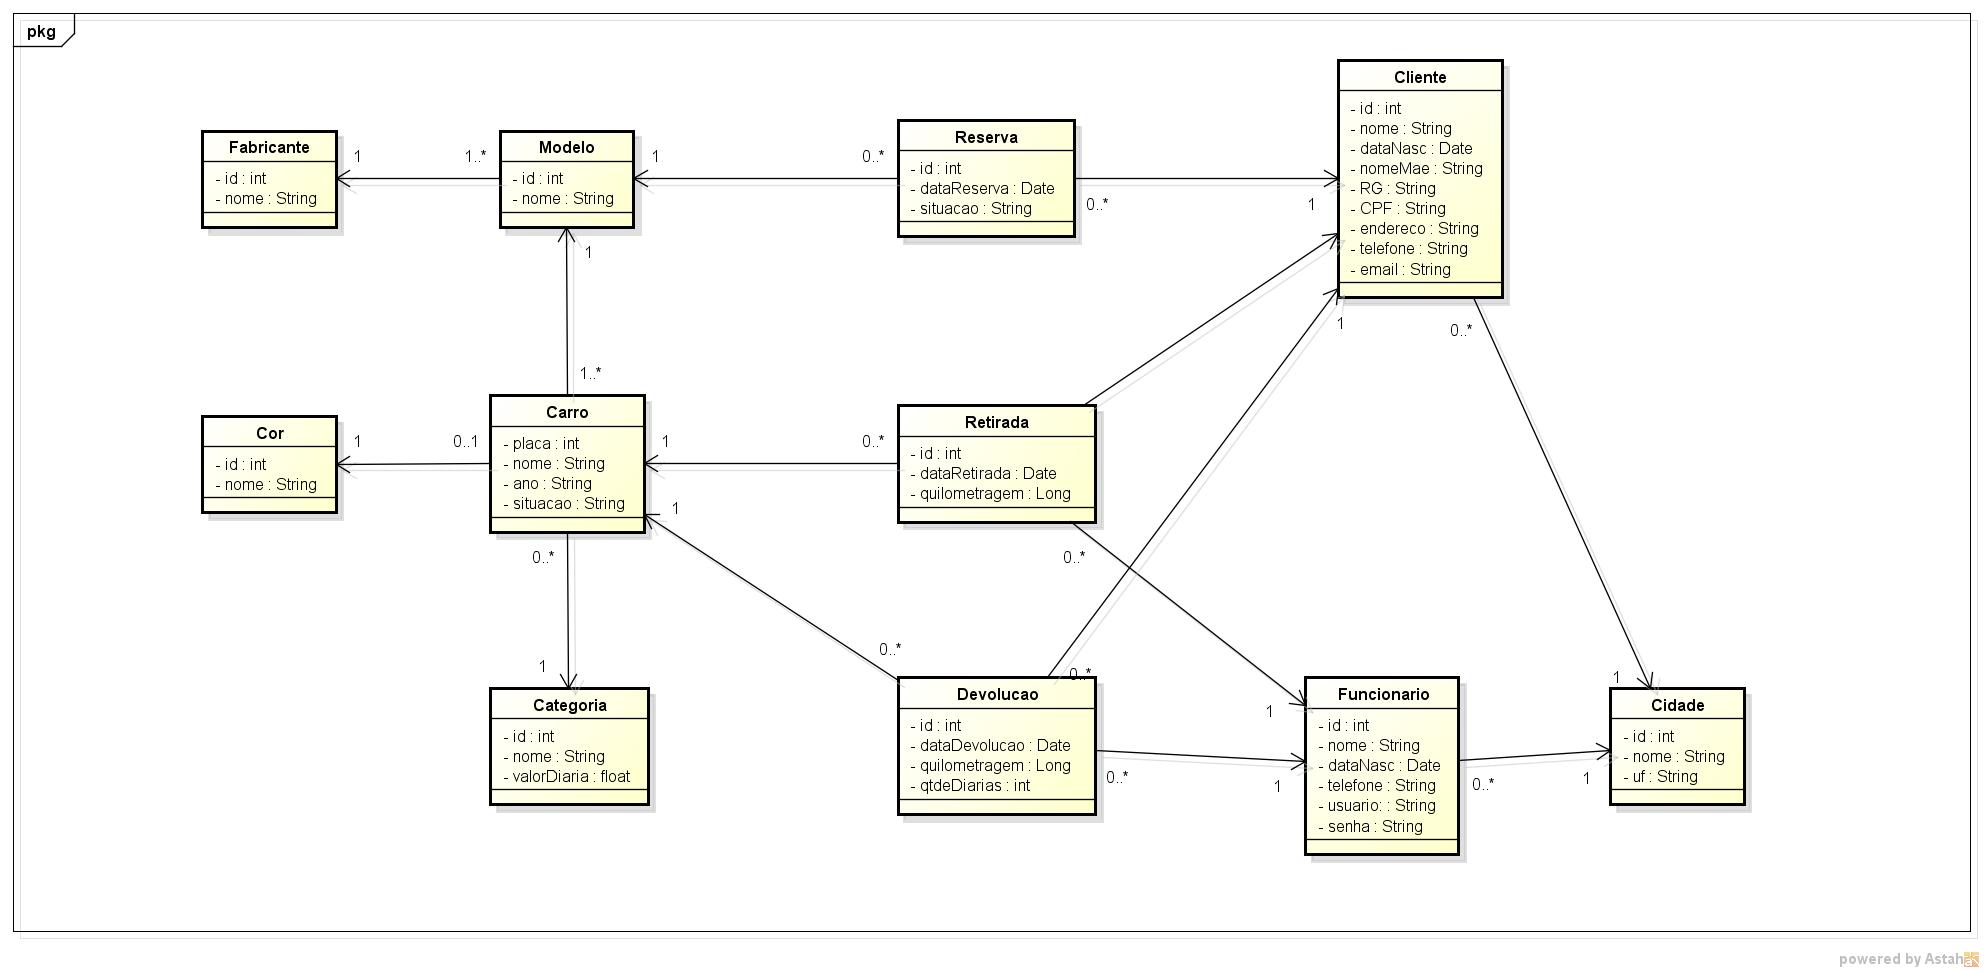 pkg
Cliente
- id : int
- nome : String
- dataNasc : Date
- nomeMae : String
- RG : String
- CPF : String
- endereco : String
- telefone : String
- email : String
Fabricante
- id : int
- nome : String
1
1..*
Modelo
- id : int
- nome : String
1
0..*
Reserva
- id : int
- dataReserva : Date
- situacao : String
0..*
1
1
1
0..*
1..*
Cor
- id : int
- nome : String
1
0..1
Carro
- placa : int
- nome : String
- ano : String
- situacao : String
1
0..*
Retirada
- id : int
- dataRetirada : Date
- quilometragem : Long
1
0..*
0..*
0..*
1
0..*
1
1
Categoria
- id : int
- nome : String
- valorDiaria : float
Devolucao
- id : int
- dataDevolucao : Date
- quilometragem : Long
- qtdeDiarias : int
0..*
1
1
Funcionario
- id : int
- nome : String
- dataNasc : Date
- telefone : String
- usuario: : String
- senha : String
0..*
1
Cidade
- id : int
- nome : String
- uf : String
powered by Astah